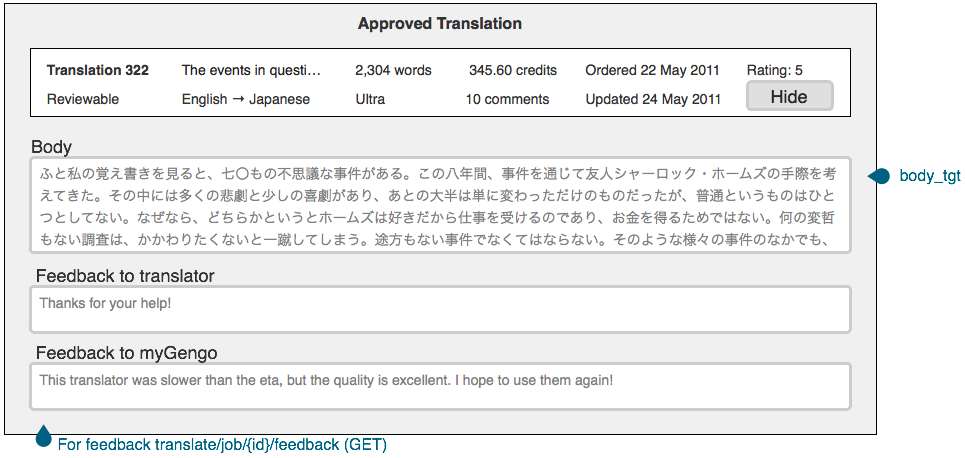 Approved Translation
Translation 322 The events in questi… 2,304 words 345.60 credits Ordered 22 May 2011 Rating: 5
Reviewable English → Japanese Ultra 10 comments Updated 24 May 2011 Hide
Body
ふと私の覚え書きを見ると、七〇もの不思議な事件がある。この八年間、事件を通じて友人シャーロック・ホームズの手際を考
えてきた。その中には多くの悲劇と少しの喜劇があり、あとの大半は単に変わっただけのものだったが、普通というものはひと
つとしてない。なぜなら、どちらかというとホームズは好きだから仕事を受けるのであり、お金を得るためではない。何の変哲
もない調査は、かかわりたくないと一蹴してしまう。途方もない事件でなくてはならない。そのような様々の事件のなかでも、
body_tgt
Feedback to translator
Thanks for your help!
Feedback to myGengo
This translator was slower than the eta, but the quality is excellent. I hope to use them again!
For feedback translate/job/{id}/feedback (GET)